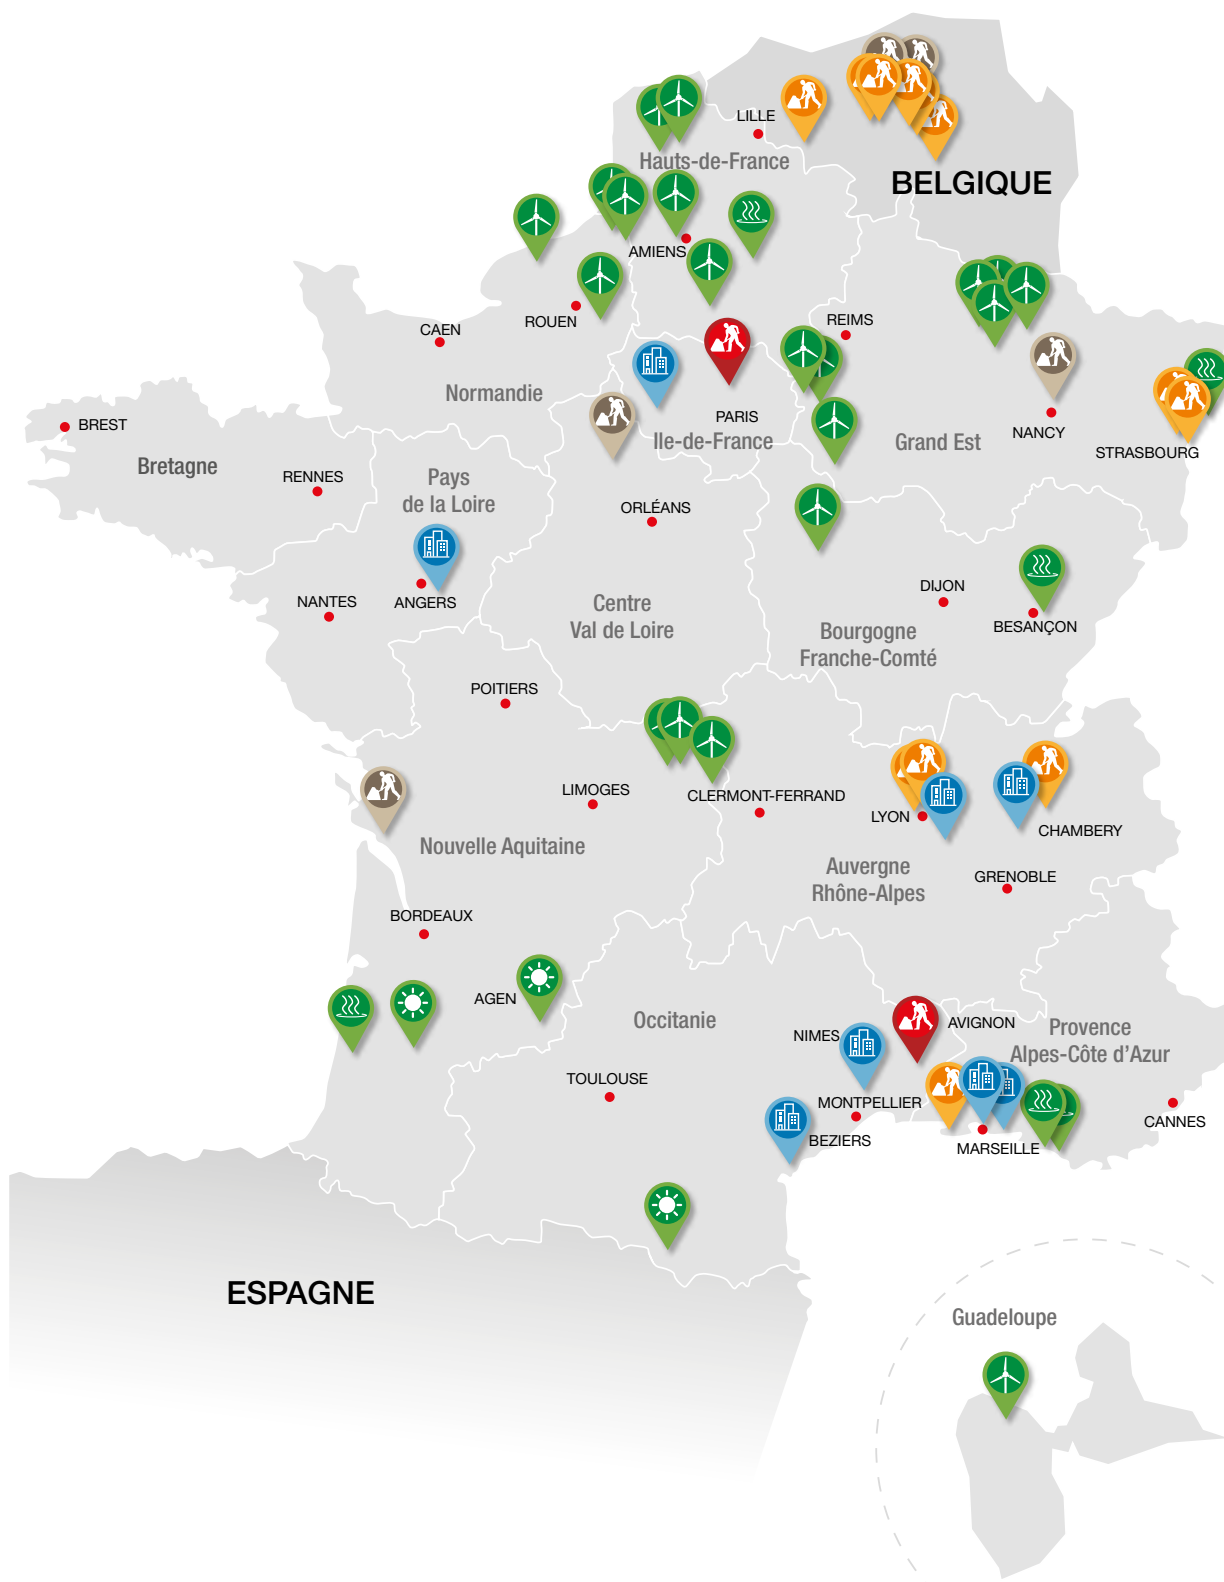 LILLE
Hauts-de-France
BELGIQUE
AMIENS
ROUEN
REIMS
CAEN
Normandie
PARIS
Ile-de-France
BREST
NANCY
Grand Est
STRASBOURG
Bretagne
RENNES
Pays
de la Loire
ORLÉANS
DIJON
NANTES
ANGERS
Centre
Val de Loire
BESANÇON
Bourgogne
Franche-Comté
POITIERS
LIMOGES
CLERMONT-FERRAND
LYON
CHAMBERY
Nouvelle Aquitaine
Auvergne
Rhône-Alpes
GRENOBLE
BORDEAUX
AGEN
Occitanie
NIMES
AVIGNON
Provence
Alpes-Côte d'Azur
TOULOUSE
MONTPELLIER
CANNES
BEZIERS
MARSEILLE
ESPAGNE
Guadeloupe